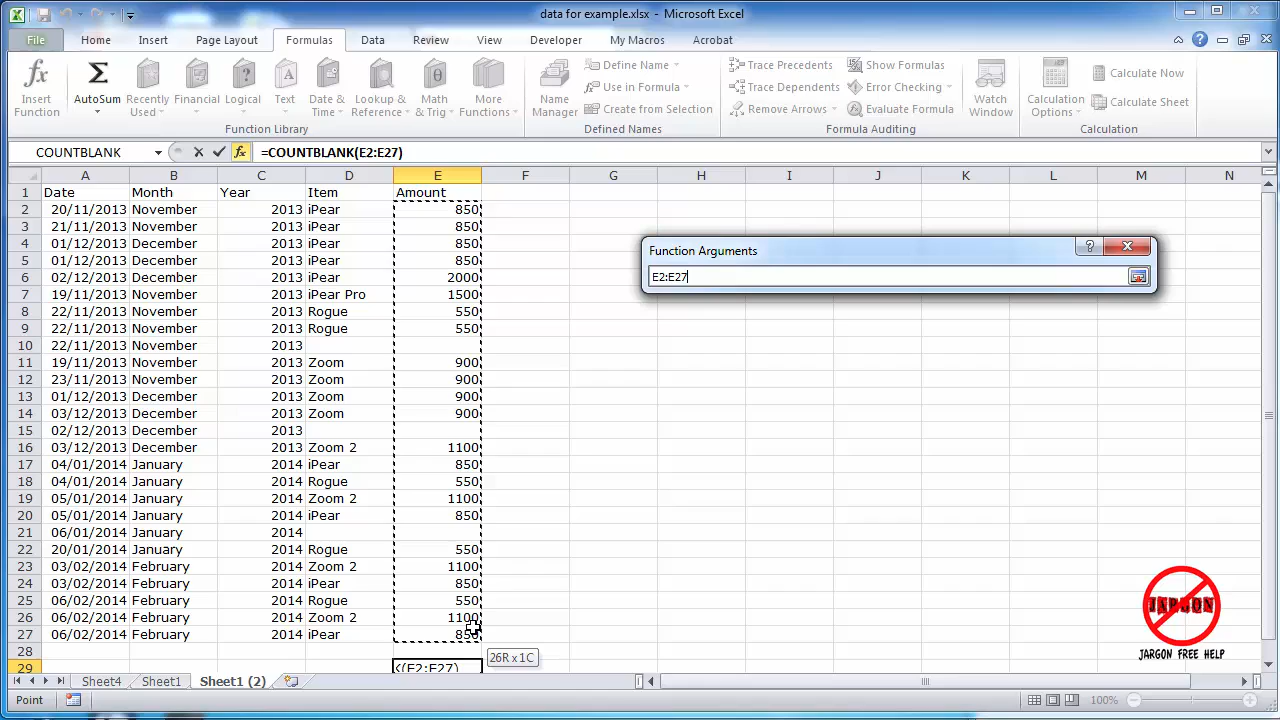 data for example.xlsx - Microsoft Excel
File Home Insert Page Layout Formulas Data Review View Developer My Macros Acrobat
Insert Function
AutoSum
Recently Used
Financial
Logical
Text
Date & Time
Lookup & Reference
Math & Trig
More Functions
Function Library
Name Manager
Define Name
Use in Formula
Create from Selection
Defined Names
Trace Precedents
Trace Dependents
Remove Arrows
Show Formulas
Error Checking
Evaluate Formula
Formula Auditing
Watch Window
Calculation Options
Calculate Now
Calculate Sheet
Calculation
COUNTBLANK =COUNTBLANK(E2:E27)
A B C D E F G H I J K L M N
1 Date Month Year Item Amount
2 20/11/2013 November 2013 iPear 850
3 21/11/2013 November 2013 iPear 850
4 01/12/2013 December 2013 iPear 850
5 01/12/2013 December 2013 iPear 850
6 02/12/2013 December 2013 iPear 2000
7 19/11/2013 November 2013 iPear Pro 1500
8 22/11/2013 November 2013 Rogue 550
9 22/11/2013 November 2013 Rogue 550
10 22/11/2013 November 2013
11 19/11/2013 November 2013 Zoom 900
12 23/11/2013 November 2013 Zoom 900
13 01/12/2013 December 2013 Zoom 900
14 03/12/2013 December 2013 Zoom 900
15 02/12/2013 December 2013
16 03/12/2013 December 2013 Zoom 2 1100
17 04/01/2014 January 2014 iPear 850
18 04/01/2014 January 2014 Rogue 550
19 05/01/2014 January 2014 Zoom 2 1100
20 05/01/2014 January 2014 iPear 850
21 06/01/2014 January 2014
22 20/01/2014 January 2014 Rogue 550
23 03/02/2014 February 2014 Zoom 2 1100
24 03/02/2014 February 2014 iPear 850
25 06/02/2014 February 2014 Rogue 550
26 06/02/2014 February 2014 Zoom 2 1100
27 06/02/2014 February 2014 iPear 850
28
29 (E2:E27)
Function Arguments
E2:E27
26R x 1C
JARGON
JARGON FREE HELP
Sheet4 Sheet1 Sheet1 (2)
Point 100%